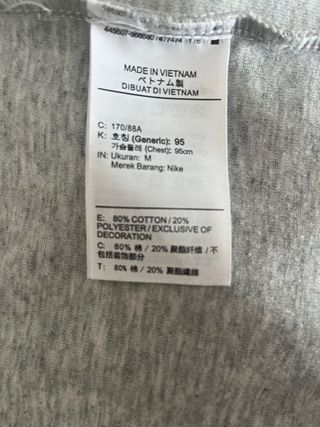 MADE IN VIETNAM
ベトナム製
DIBUAT DI VIETNAM
C: 170/88A
K: 호칭 (Generic): 95
가슴둘레 (Chest): 95cm
IN: Ukuran: M
Merek Barang: Nike
E: 80% COTTON / 20%
POLYESTER / EXCLUSIVE OF
DECORATION
C: 80% 棉 / 20% 聚酯纤维 / 不
包括装饰部分
T: 80% 棉 / 20% 聚酯纖維